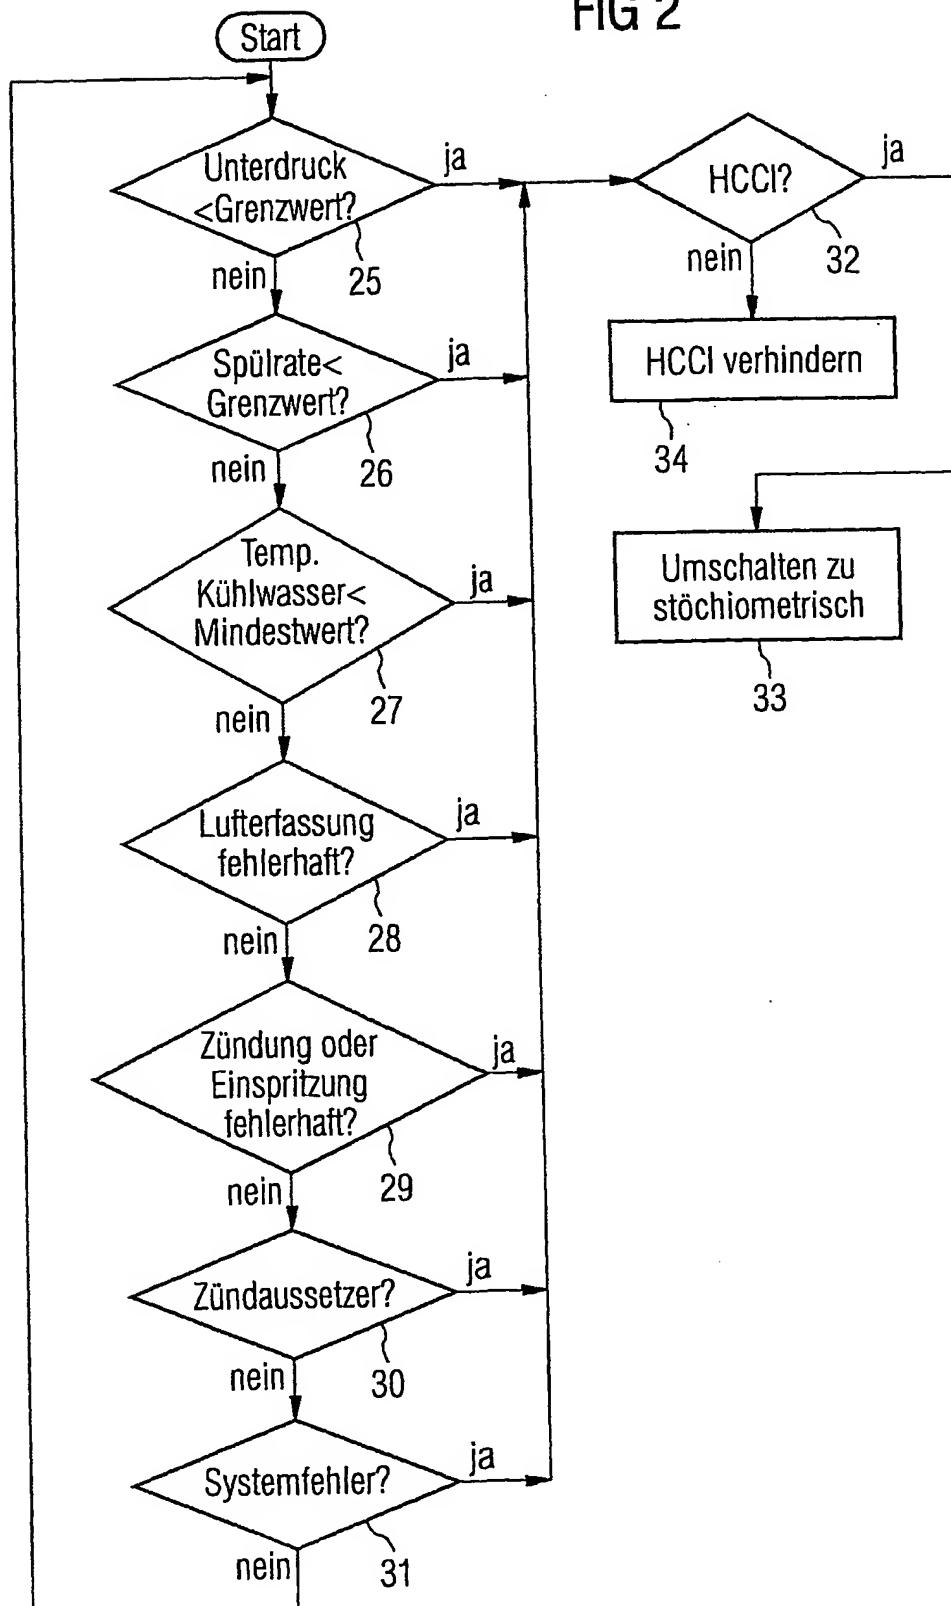 FIG 2
Start
Unterdruck
<Grenzwert?
ja
nein
25
HCCI?
ja
nein
32
HCCI verhindern
34
Spülrate<
Grenzwert?
ja
nein
26
Umschalten zu
stöchiometrisch
33
Temp.
Kühlwasser<
Mindestwert?
ja
nein
27
Lufterfassung
fehlerhaft?
ja
nein
28
Zündung oder
Einspritzung
fehlerhaft?
ja
nein
29
Zündaussetzer?
ja
nein
30
Systemfehler?
ja
nein
31